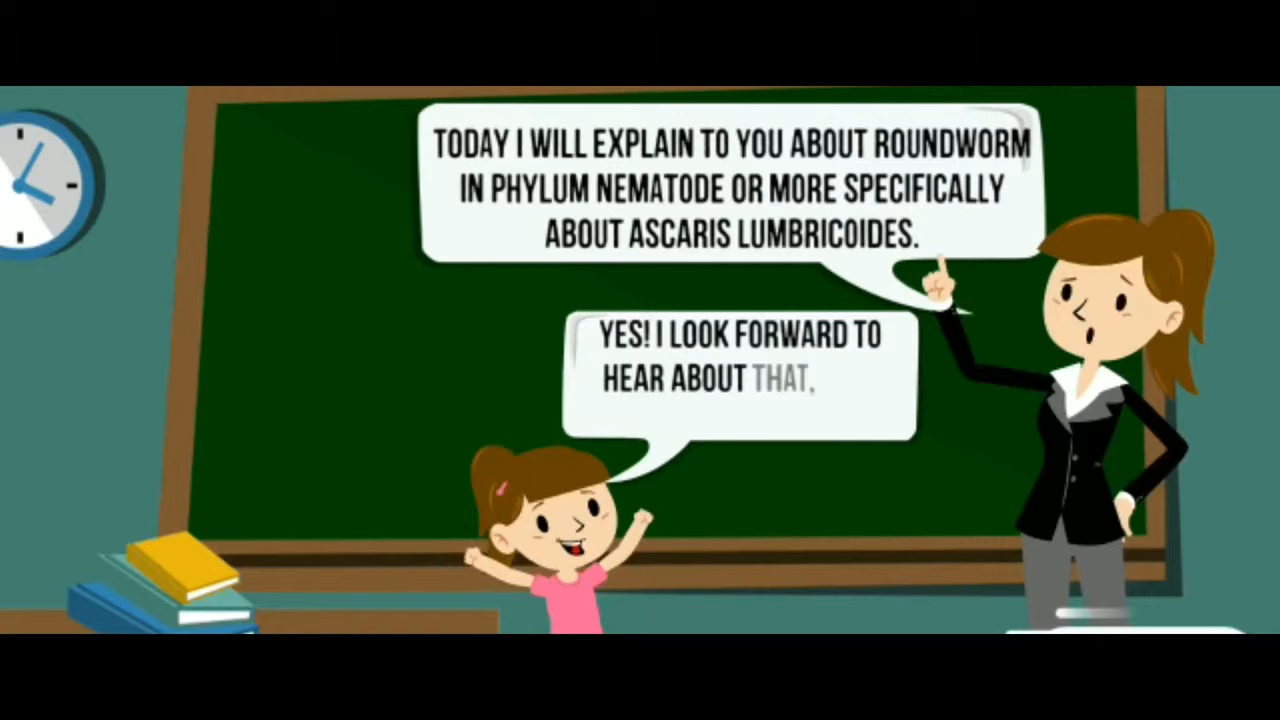 TODAY I WILL EXPLAIN TO YOU ABOUT ROUNDWORM
IN PHYLUM NEMATODE OR MORE SPECIFICALLY
ABOUT ASCARIS LUMBRICOIDES.
YES! I LOOK FORWARD TO
HEAR ABOUT THAT,